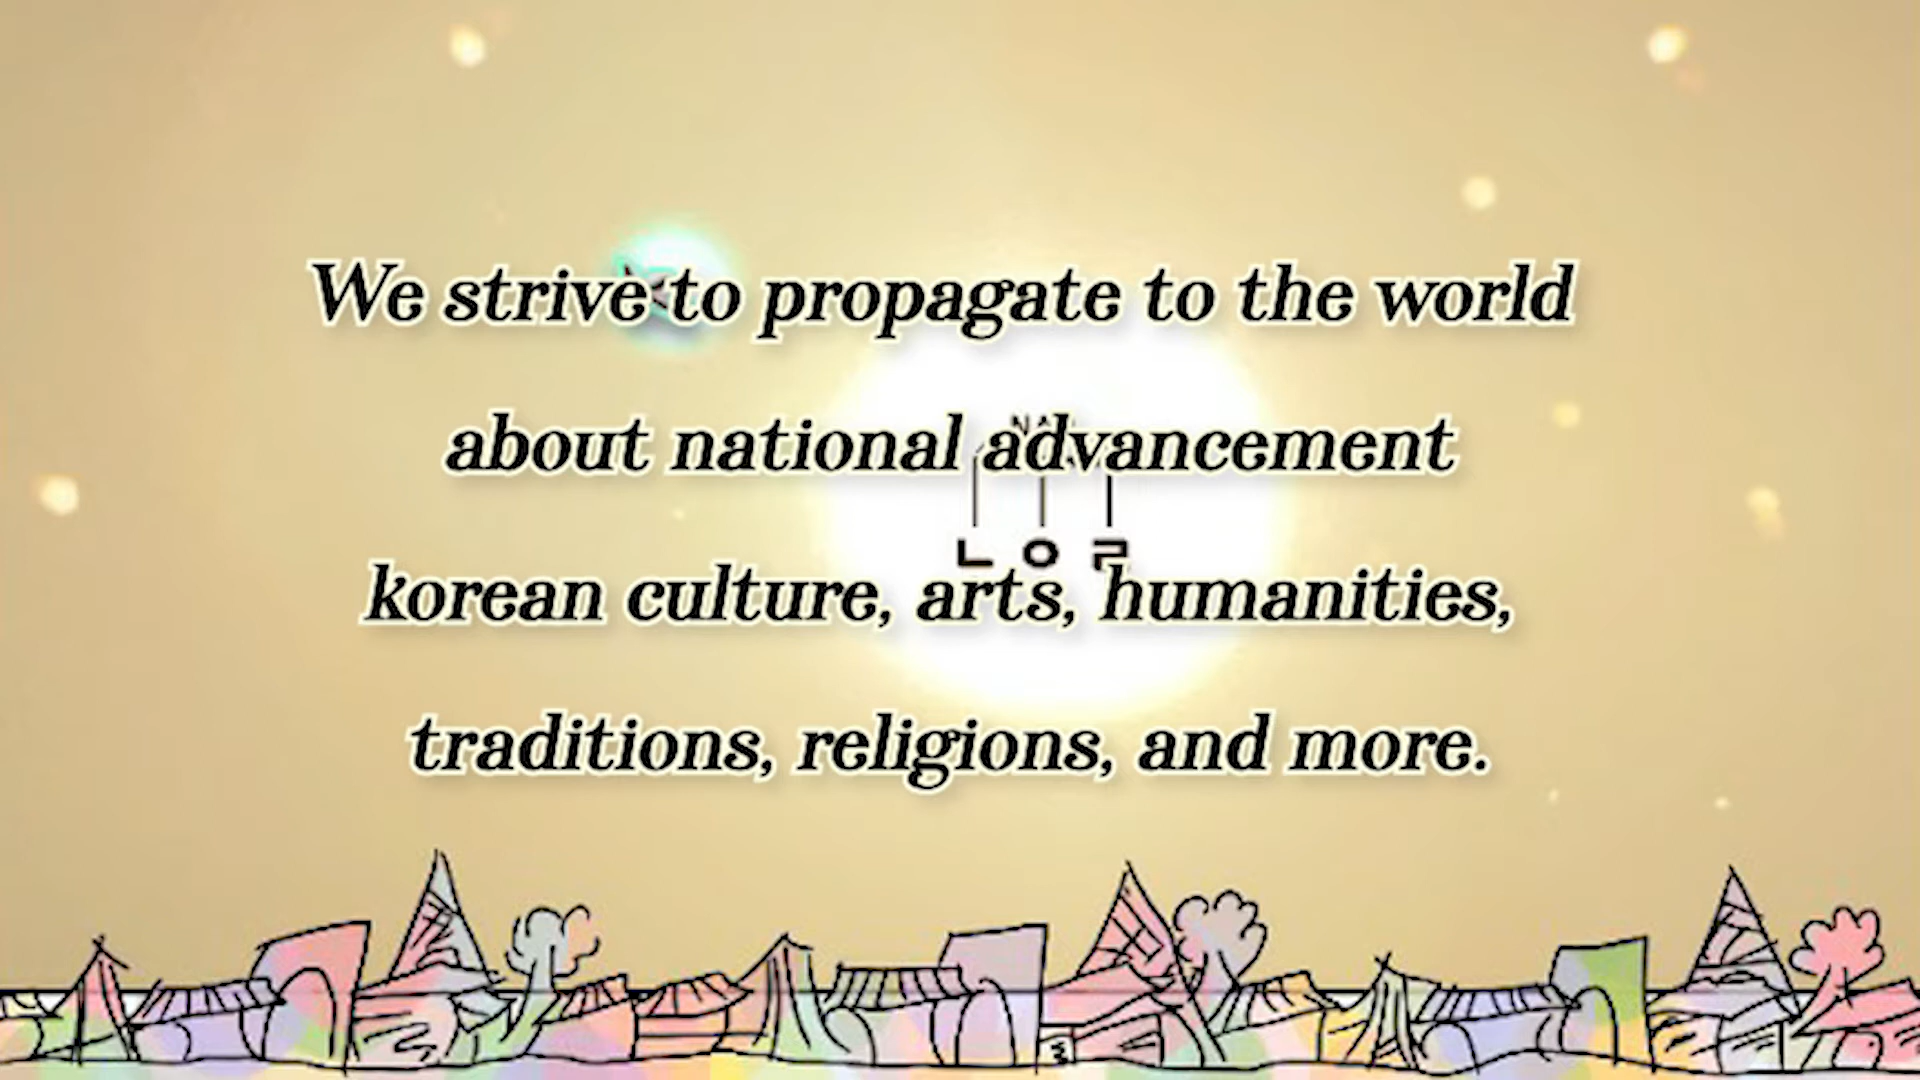 We strive to propagate to the world
about national advancement
ㄴ ㅇ ㄹ
korean culture, arts, humanities,
traditions, religions, and more.